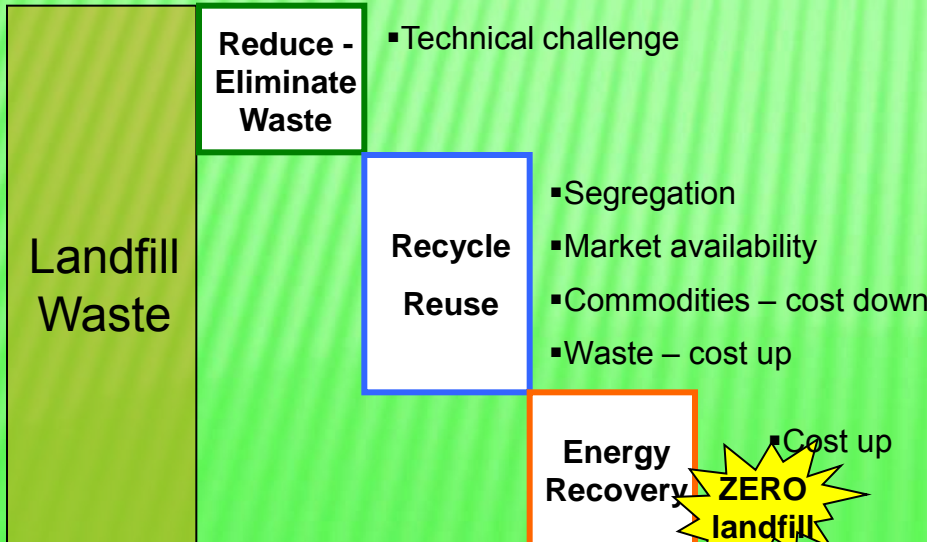 Landfill
Waste
Reduce -
Eliminate
Waste
▪Technical challenge
Recycle
Reuse
▪Segregation
▪Market availability
▪Commodities – cost down
▪Waste – cost up
Energy
Recovery
▪Cost up
ZERO
landfill